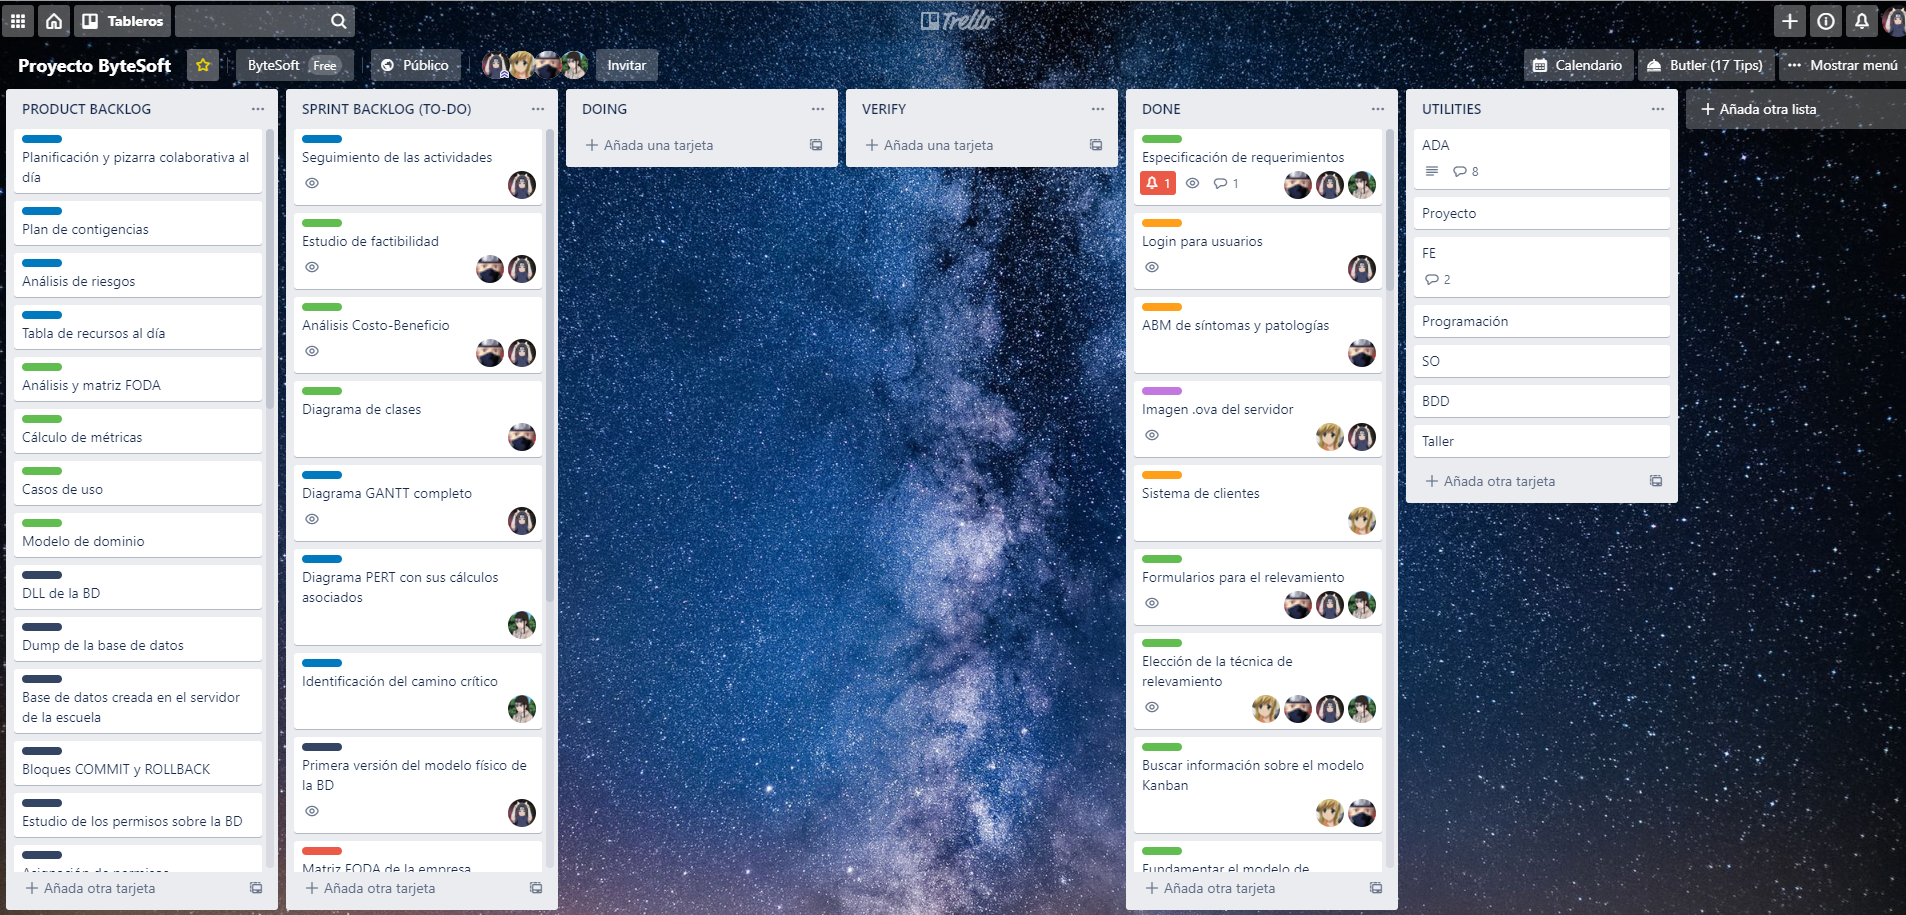 Tableros
Trello
Proyecto ByteSoft
ByteSoft Free
Público
Invitar
Calendario
Butler (17 Tips)
Mostrar menú
PRODUCT BACKLOG
Planificación y pizarra colaborativa al
día
Plan de contigencias
Análisis de riesgos
Tabla de recursos al día
Análisis y matriz FODA
Cálculo de métricas
Casos de uso
Modelo de dominio
DLL de la BD
Dump de la base de datos
Base de datos creada en el servidor
de la escuela
Bloques COMMIT y ROLLBACK
Estudio de los permisos sobre la BD
Asignación de permisos
Añada otra tarjeta
SPRINT BACKLOG (TO-DO)
Seguimiento de las actividades
Estudio de factibilidad
Análisis Costo-Beneficio
Diagrama de clases
Diagrama GANTT completo
Diagrama PERT con sus cálculos
asociados
Identificación del camino crítico
Primera versión del modelo físico de
la BD
Matriz FODA de la empresa
Añada otra tarjeta
DOING
Añada una tarjeta
VERIFY
Añada una tarjeta
DONE
Especificación de requerimientos
1
1
Login para usuarios
ABM de síntomas y patologías
Imagen .ova del servidor
Sistema de clientes
Formularios para el relevamiento
Elección de la técnica de
relevamiento
Buscar información sobre el modelo
Kanban
Fundamentar el modelo de
Añada otra tarjeta
UTILITIES
ADA
8
Proyecto
FE
2
Programación
SO
BDD
Taller
Añada otra tarjeta
Añada otra lista